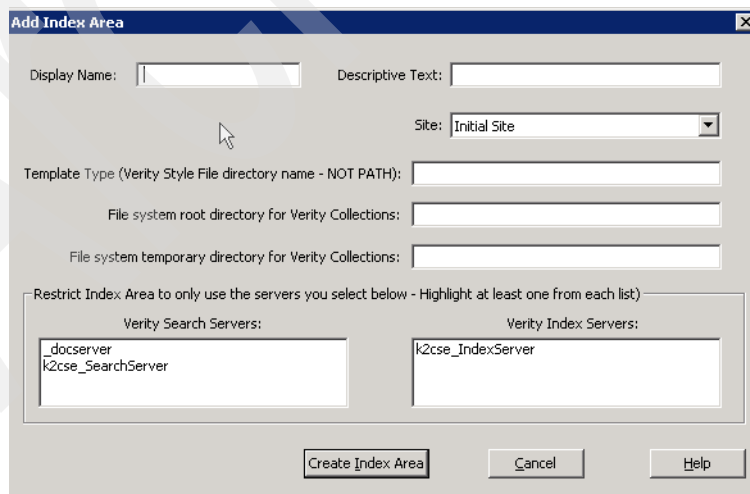 Add Index Area
Display Name: Descriptive Text:
Site: Initial Site
Template Type (Verity Style File directory name - NOT PATH):
File system root directory for Verity Collections:
File system temporary directory for Verity Collections:
Restrict Index Area to only use the servers you select below - Highlight at least one from each list)
Verity Search Servers: Verity Index Servers:
_docserver k2cse_IndexServer
k2cse_SearchServer
Create Index Area Cancel Help